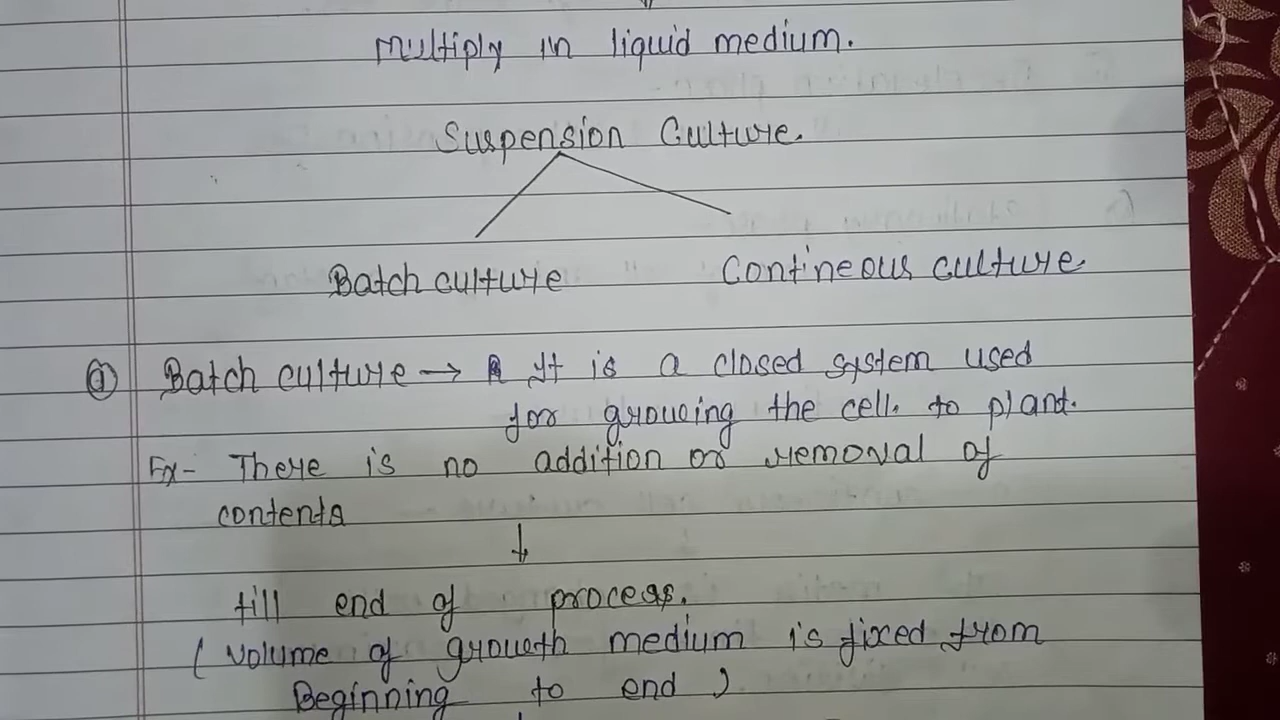 Multiply in liquid medium.
Suspension Culture.
Batch culture
Contineous culture
a) Batch culture → It is a closed system used
for groweing the cell. to plant.
Ex- There is no addition or removal of
contents
↓
till end of process.
( volume of groweth medium is fixed from
Beginning to end )